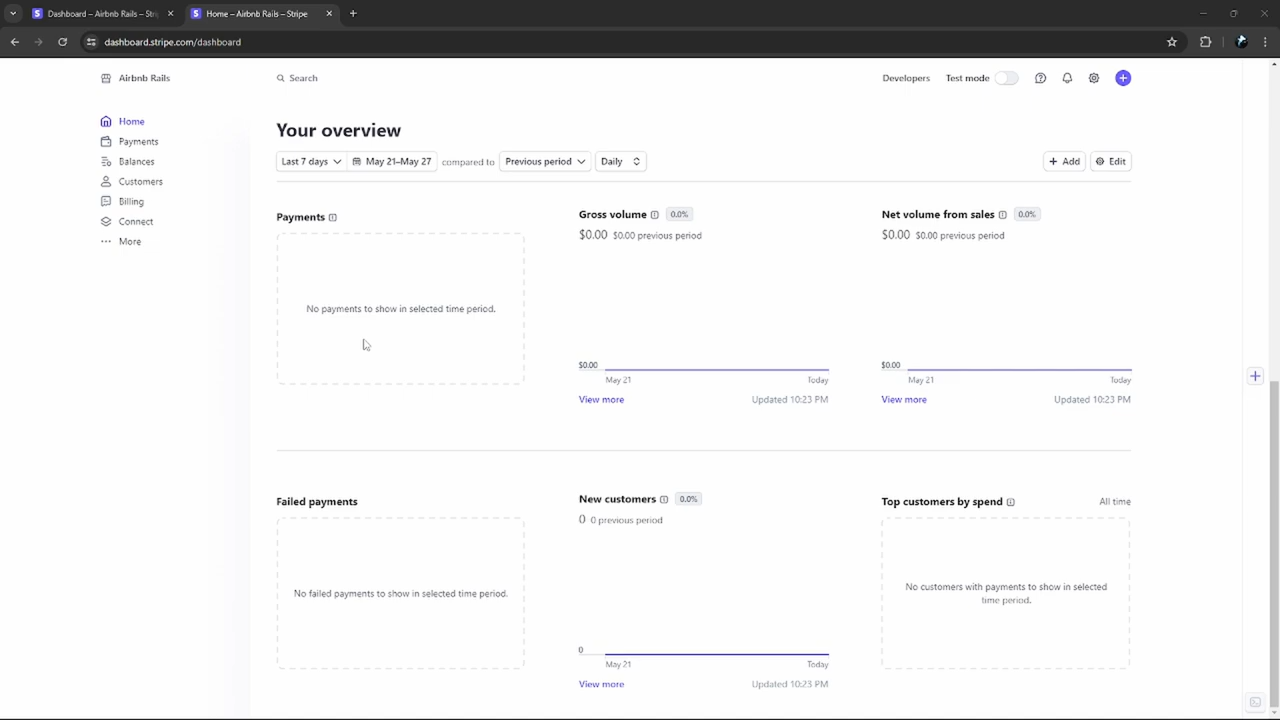 Dashboard – Airbnb Rails – Str
Home – Airbnb Rails – Stripe
dashboard.stripe.com/dashboard
Airbnb Rails
Search
Developers
Test mode
Home
Payments
Balances
Customers
Billing
Connect
More
Your overview
Last 7 days
May 21–May 27
compared to
Previous period
Daily
Add
Edit
Payments
No payments to show in selected time period.
Gross volume
0.0%
$0.00
$0.00 previous period
$0.00
May 21
Today
View more
Updated 10:23 PM
Net volume from sales
0.0%
$0.00
$0.00 previous period
$0.00
May 21
Today
View more
Updated 10:23 PM
Failed payments
No failed payments to show in selected time period.
New customers
0.0%
0
0 previous period
0
May 21
Today
View more
Updated 10:23 PM
Top customers by spend
All time
No customers with payments to show in selected
time period.